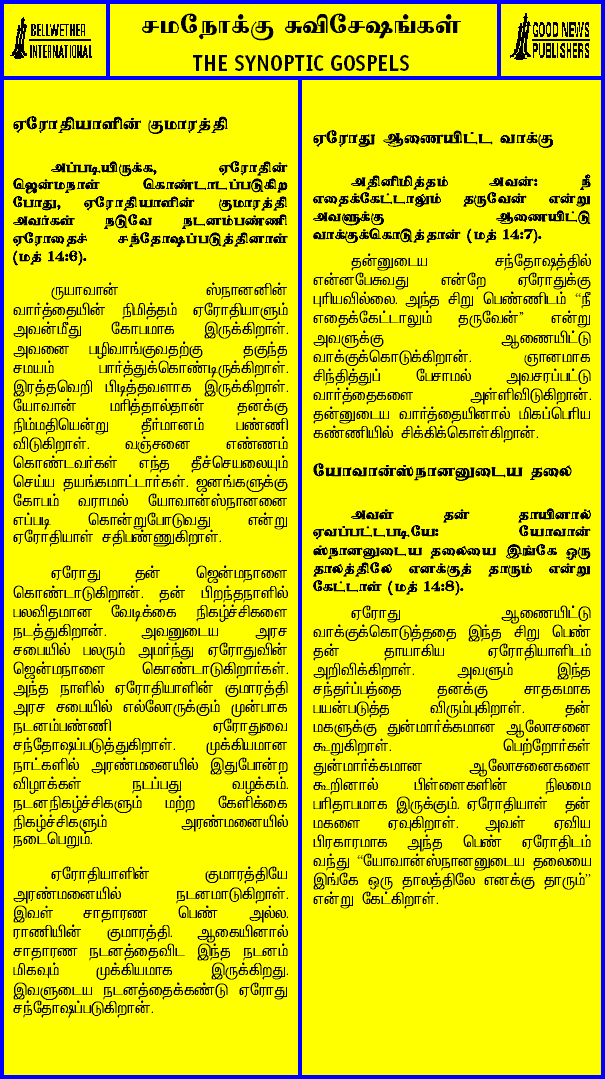 BELLWETHER
INTERNATIONAL
சமநோக்கு சுவிசேஷங்கள்
THE SYNOPTIC GOSPELS
GOOD NEWS
PUBLISHERS
ஏரோதியாளின் குமாரத்தி
அப்படியிருக்க, ஏரோதின்
ஜென்மநாள் கொண்டாடப்படுகிற
போது, ஏரோதியாளின் குமாரத்தி
அவர்கள் நடுவே நடனம்பண்ணி
ஏரோதைச் சந்தோஷப்படுத்தினாள்
(மத் 14:6).
ருயாவான் ஸ்நானனின்
வார்த்தையின் நிமித்தம் ஏரோதியாளும்
அவன்மீது கோபமாக இருக்கிறாள்.
அவனை பழிவாங்குவதற்கு தகுந்த
சமயம் பார்த்துக்கொண்டிருக்கிறாள்.
இரத்தவெறி பிடித்தவளாக இருக்கிறாள்.
யோவான் மரித்தால்தான் தனக்கு
நிம்மதியென்று தீர்மானம் பண்ணி
விடுகிறாள். வஞ்சனை எண்ணம்
கொண்டவர்கள் எந்த தீச்செயலையும்
செய்ய தயங்கமாட்டார்கள். ஜனங்களுக்கு
கோபம் வராமல் யோவான்ஸ்நானனை
எப்படி கொன்றுபோடுவது என்று
ஏரோதியாள் சதிபண்ணுகிறாள்.
ஏரோது தன் ஜென்மநாளை
கொண்டாடுகிறான். தன் பிறந்தநாளில்
பலவிதமான வேடிக்கை நிகழ்ச்சிகளை
நடத்துகிறான். அவனுடைய அரச
சபையில் பலரும் அமர்ந்து ஏரோதுவின்
ஜென்மநாளை கொண்டாடுகிறார்கள்.
அந்த நாளில் ஏரோதியாளின் குமாரத்தி
அரச சபையில் எல்லோருக்கும் முன்பாக
நடனம்பண்ணி ஏரோதுவை
சந்தோஷப்படுத்துகிறாள். முக்கியமான
நாட்களில் அரண்மனையில் இதுபோன்ற
விழாக்கள் நடப்பது வழக்கம்.
நடனநிகழ்ச்சிகளும் மற்ற கேளிக்கை
நிகழ்ச்சிகளும் அரண்மனையில்
நடைபெறும்.
ஏரோதியாளின் குமாரத்தியே
அரண்மனையில் நடனமாடுகிறாள்.
இவள் சாதாரண பெண் அல்ல.
ராணியின் குமாரத்தி. ஆகையினால்
சாதாரண நடனத்தைவிட இந்த நடனம்
மிகவும் முக்கியமாக இருக்கிறது.
இவளுடைய நடனத்தைக்கண்டு ஏரோது
சந்தோஷப்படுகிறான்.
ஏரோது ஆணையிட்ட வாக்கு
அதினிமித்தம் அவன்: நீ
எதைக்கேட்டாலும் தருவேன் என்று
அவளுக்கு ஆணையிட்டு
வாக்குக்கொடுத்தான் (மத் 14:7).
தன்னுடைய சந்தோஷத்தில்
என்னபேசுவது என்றே ஏரோதுக்கு
புரியவில்லை. அந்த சிறு பெண்ணிடம் “நீ
எதைக்கேட்டாலும் தருவேன்” என்று
அவளுக்கு ஆணையிட்டு
வாக்குக்கொடுக்கிறான். ஞானமாக
சிந்தித்துப் பேசாமல் அவசரப்பட்டு
வார்த்தைகளை அள்ளிவிடுகிறான்.
தன்னுடைய வார்த்தையினால் மிகப்பெரிய
கண்ணியில் சிக்கிக்கொள்கிறான்.
யோவான்ஸ்நானனுடைய தலை
அவள் தன் தாயினால்
ஏவப்பட்டபடியே: யோவான்
ஸ்நானனுடைய தலையை இங்கே ஒரு
தாலத்திலே எனக்குத் தாரும் என்று
கேட்டாள் (மத் 14:8).
ஏரோது ஆணையிட்டு
வாக்குக்கொடுத்ததை இந்த சிறு பெண்
தன் தாயாகிய ஏரோதியாளிடம்
அறிவிக்கிறாள். அவளும் இந்த
சந்தர்ப்பத்தை தனக்கு சாதகமாக
பயன்படுத்த விரும்புகிறாள். தன்
மகளுக்கு துன்மார்க்கமான ஆலோசனை
கூறுகிறாள். பெற்றோர்கள்
துன்மார்க்கமான ஆலோசனைகளை
கூறினால் பிள்ளைகளின் நிலமை
பரிதாபமாக இருக்கும். ஏரோதியாள் தன்
மகளை ஏவுகிறாள். அவள் ஏவிய
பிரகாரமாக அந்த பெண் ஏரோதிடம்
வந்து “யோவான்ஸ்நானனுடைய தலையை
இங்கே ஒரு தாலத்திலே எனக்கு தாரும்”
என்று கேட்கிறாள்.